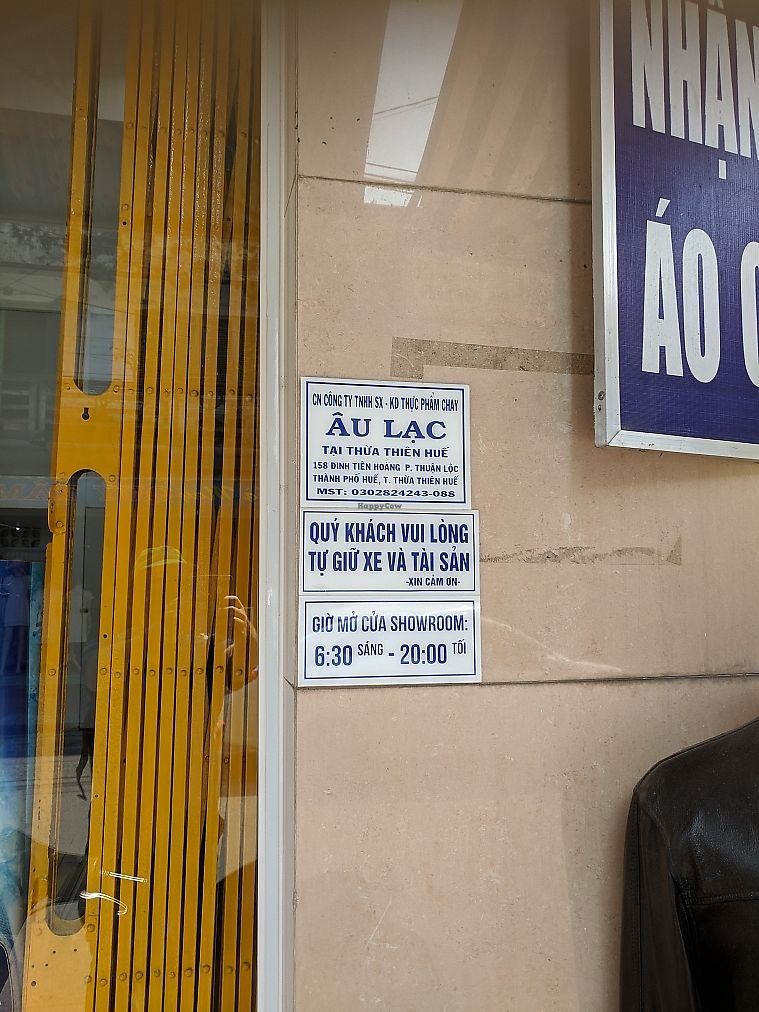 NHẬN
ÁO
CN CÔNG TY TNHH SX - KD THỰC PHẨM CHAY
ÂU LẠC
TẠI THỪA THIÊN HUẾ
158 ĐINH TIÊN HOÀNG P. THUẬN LỘC
THÀNH PHỐ HUẾ, T. THỪA THIÊN HUẾ
MST: 0302824243-088
HappyCow
QUÝ KHÁCH VUI LÒNG
TỰ GIỮ XE VÀ TÀI SẢN
-XIN CẢM ƠN-
GIỜ MỞ CỬA SHOWROOM:
6:30 SÁNG - 20:00 TỐI